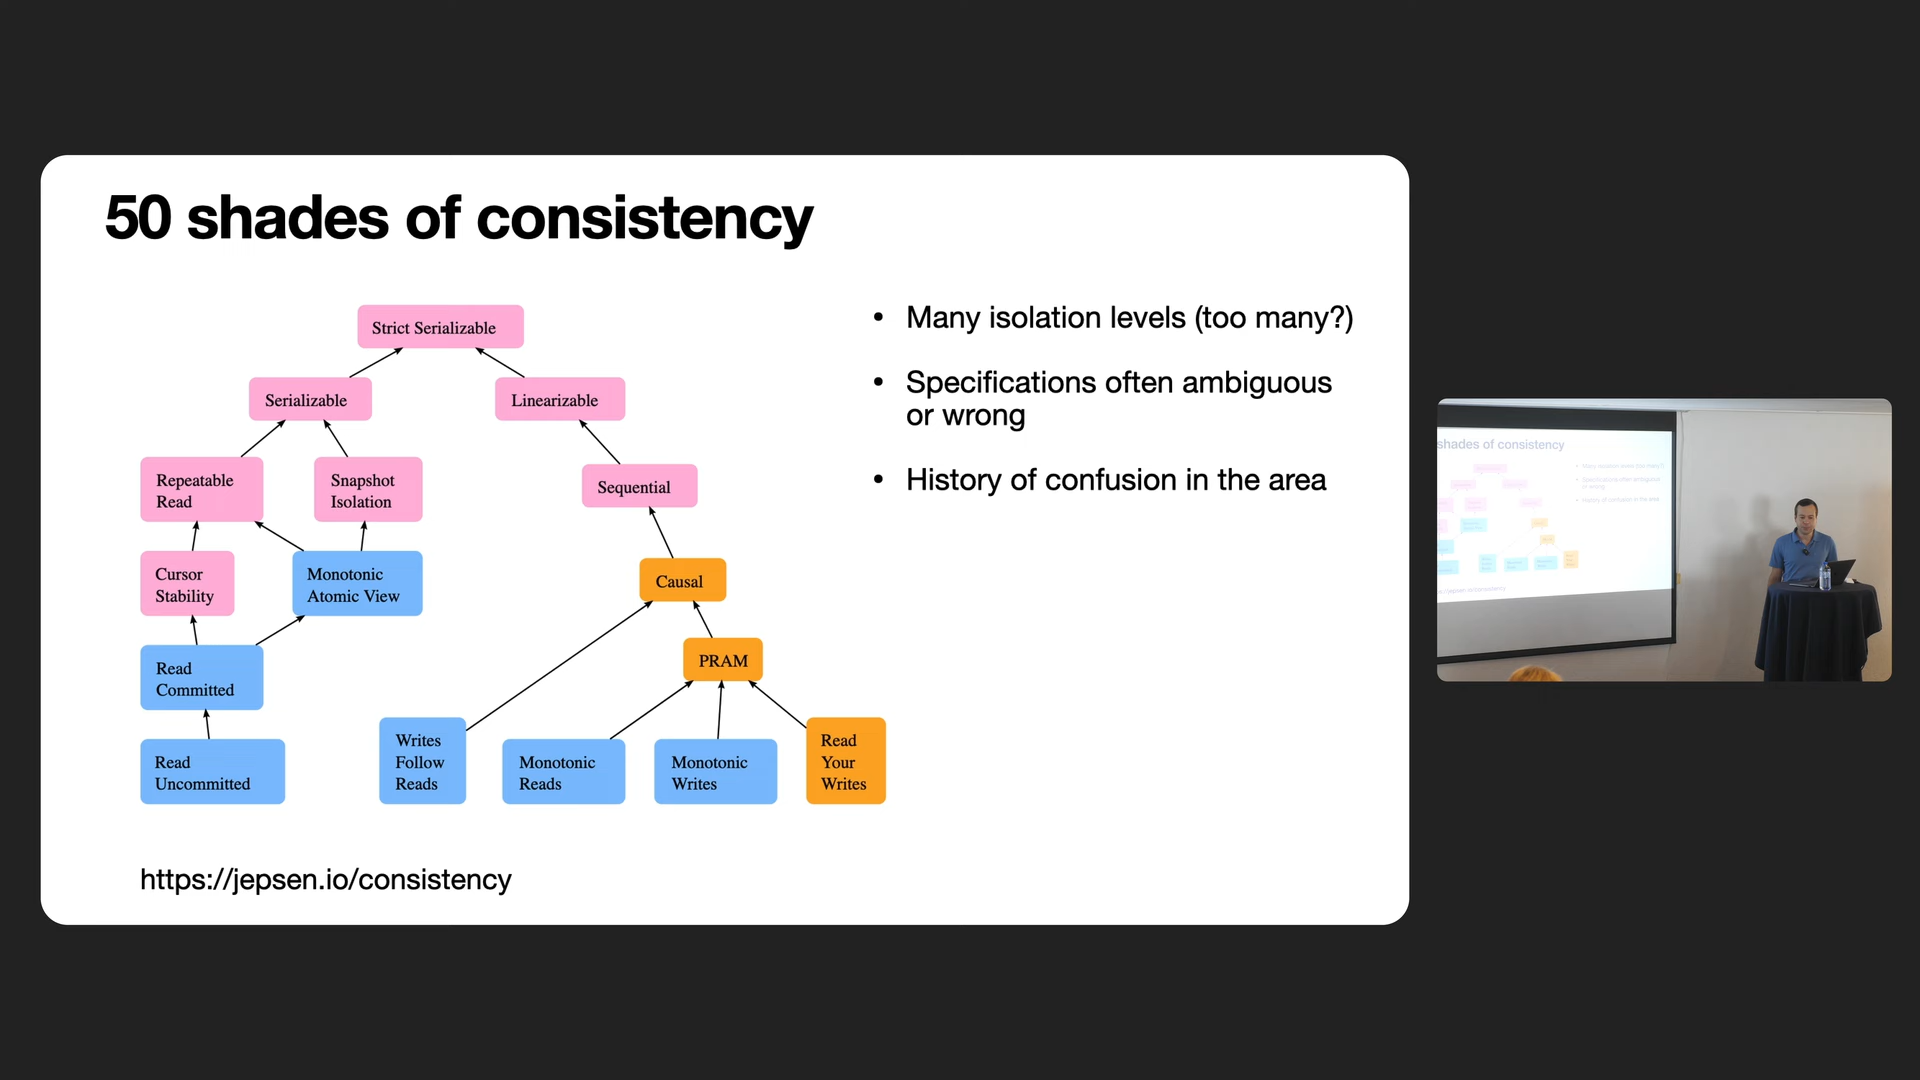 50 shades of consistency
Strict Serializable
Serializable
Linearizable
Repeatable
Read
Snapshot
Isolation
Sequential
Cursor
Stability
Monotonic
Atomic View
Causal
PRAM
Read
Committed
Read
Uncommitted
Writes
Follow
Reads
Monotonic
Reads
Monotonic
Writes
Read
Your
Writes
• Many isolation levels (too many?)
• Specifications often ambiguous
or wrong
• History of confusion in the area
https://jepsen.io/consistency
shades of consistency